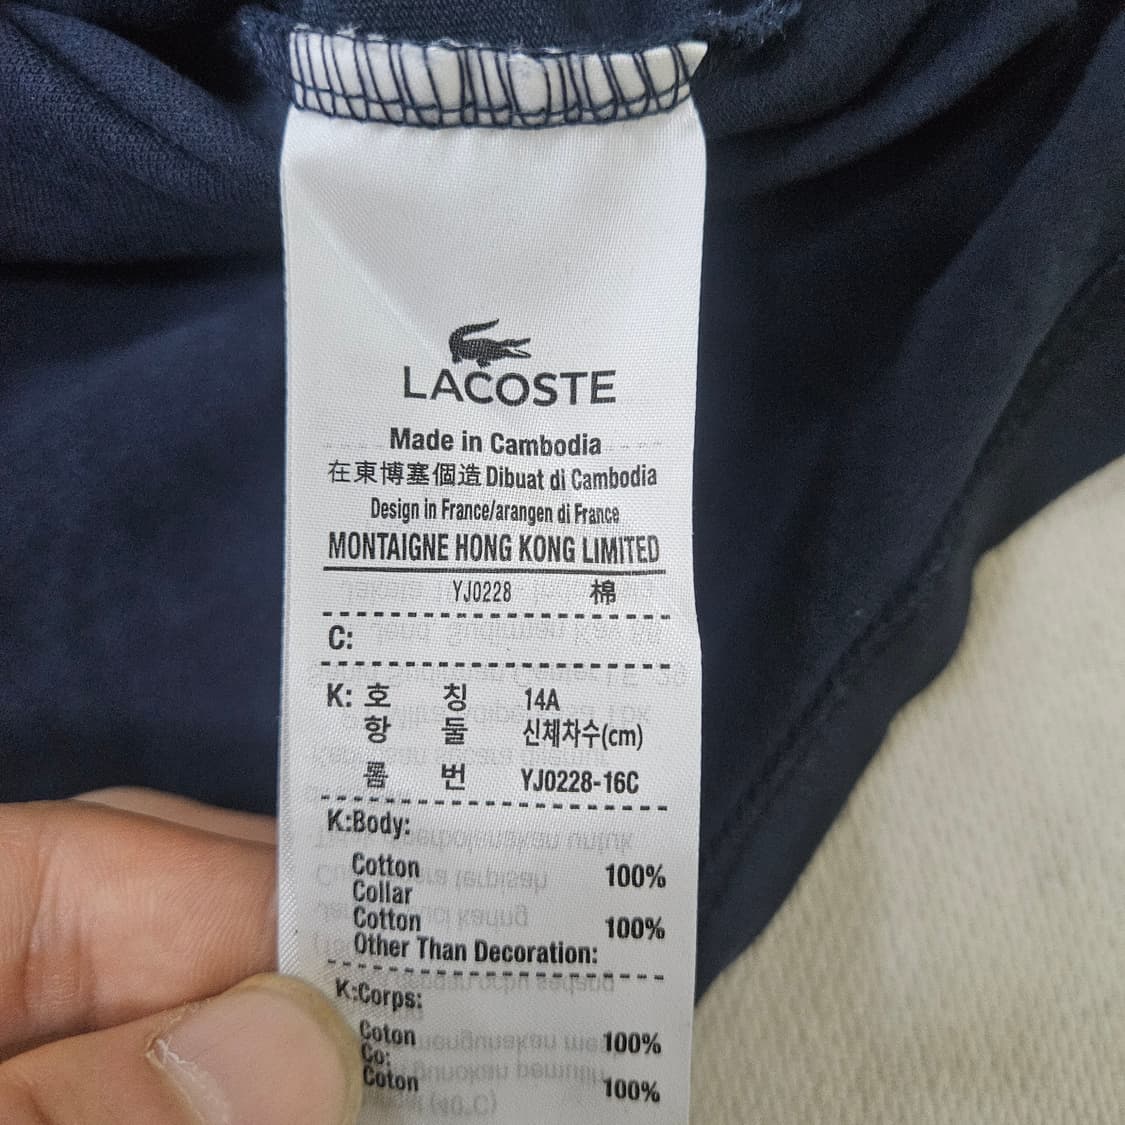 LACOSTE
Made in Cambodia
在東博塞個造 Dibuat di Cambodia
Design in France/arangen di France
MONTAIGNE HONG KONG LIMITED
YJ0228 棉
C:
K: 호 칭 14A
항 둘 신체차수(cm)
번 YJ0228-16C
K:Body:
Cotton 100%
Collar
Cotton 100%
Other Than Decoration:
K:Corps:
Coton 100%
Co:
Coton 100%